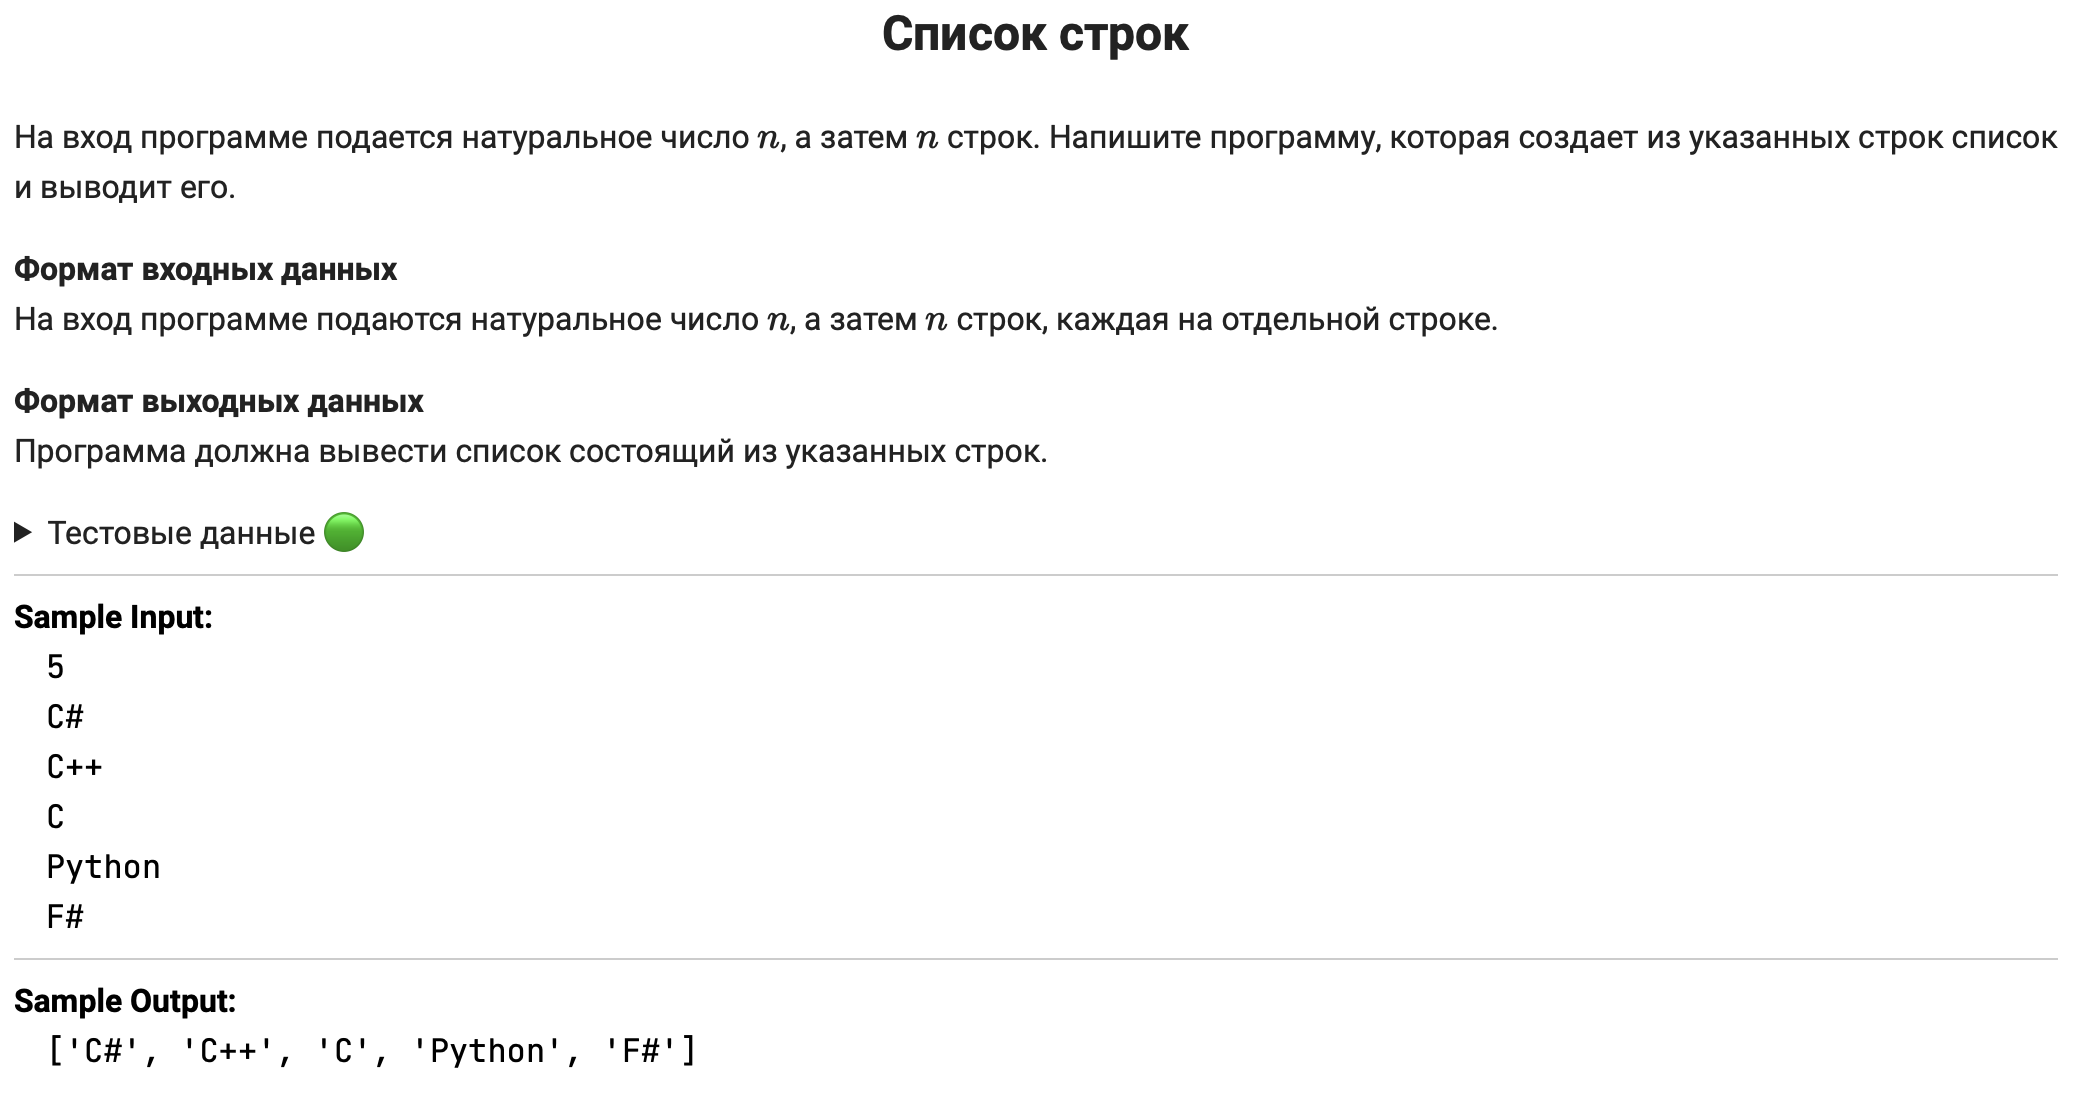 Список строк
На вход программе подается натуральное число n, а затем n строк. Напишите программу, которая создает из указанных строк список
и выводит его.
Формат входных данных
На вход программе подаются натуральное число n, а затем n строк, каждая на отдельной строке.
Формат выходных данных
Программа должна вывести список состоящий из указанных строк.
Тестовые данные
Sample Input:
5
C#
C++
C
Python
F#
Sample Output:
['C#', 'C++', 'C', 'Python', 'F#']